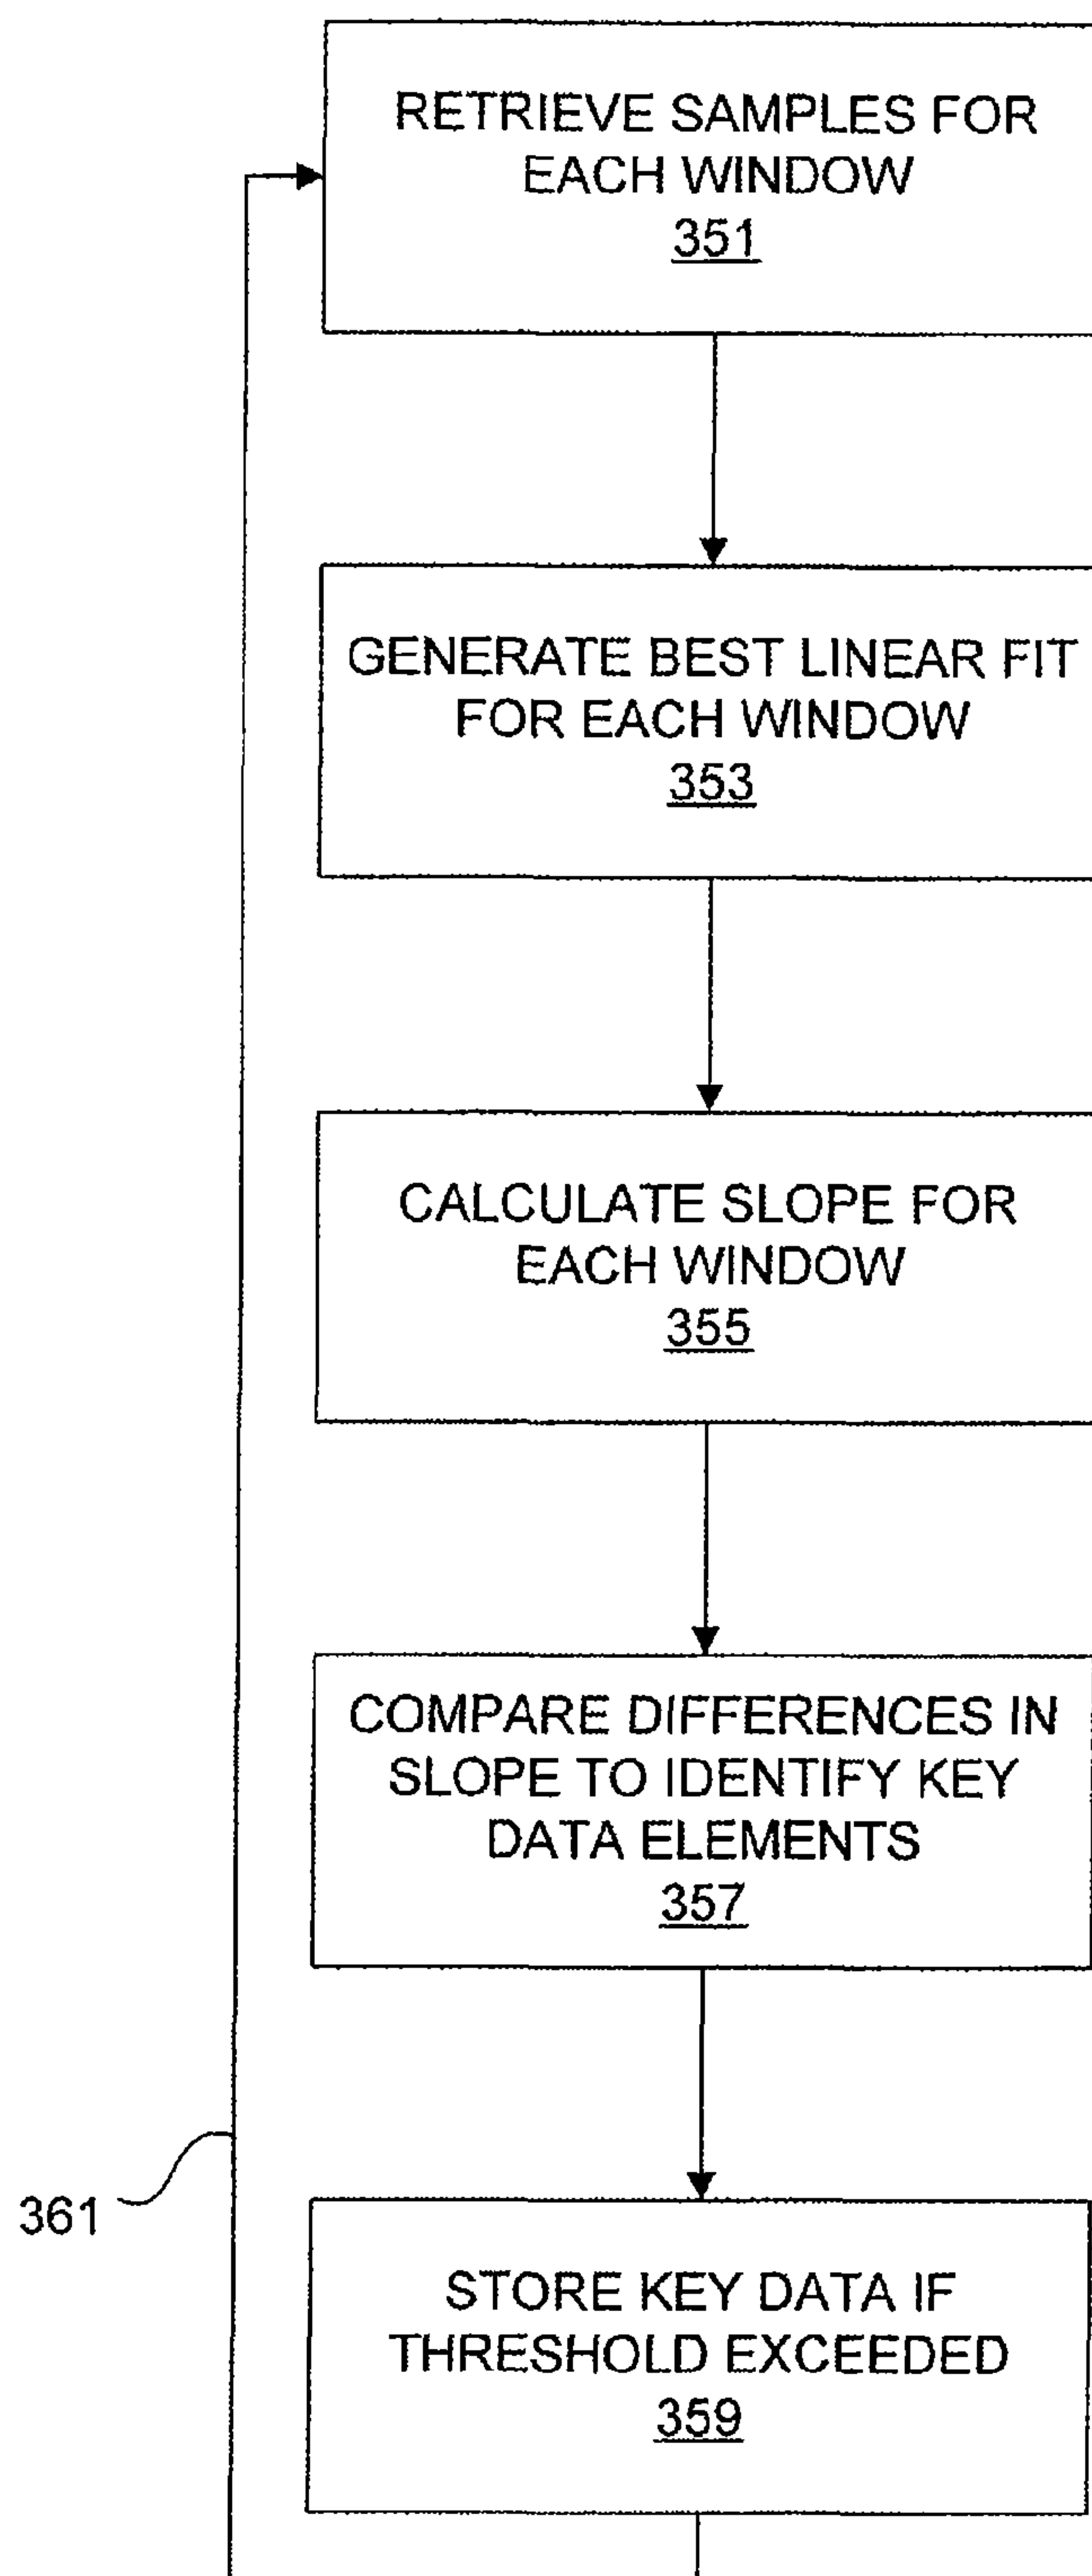 RETRIEVE SAMPLES FOR
EACH WINDOW
351
GENERATE BEST LINEAR FIT
FOR EACH WINDOW
353
CALCULATE SLOPE FOR
EACH WINDOW
355
COMPARE DIFFERENCES IN
SLOPE TO IDENTIFY KEY
DATA ELEMENTS
357
361
STORE KEY DATA IF
THRESHOLD EXCEEDED
359